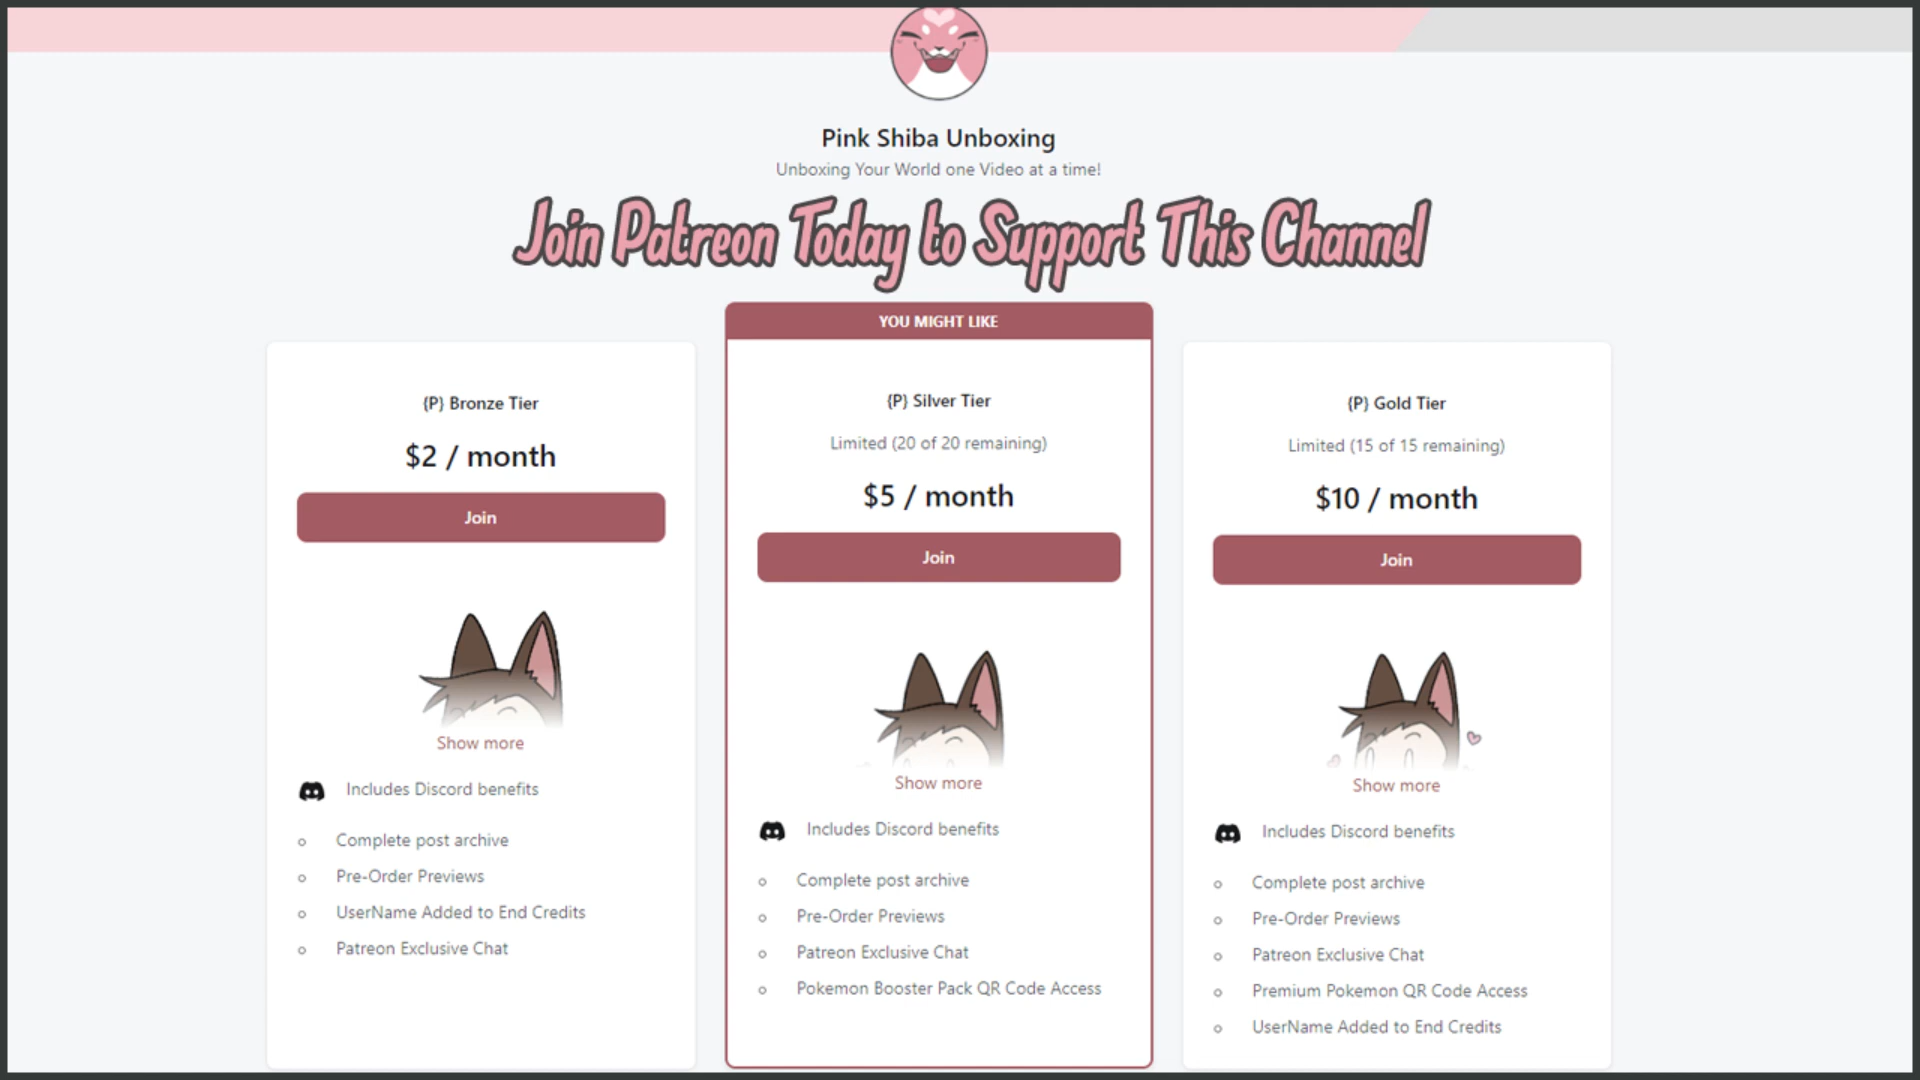 Pink Shiba Unboxing
Unboxing Your World one Video at a time!
Join Patreon Today to Support This Channel
{P} Bronze Tier
$2 / month
Join
Show more
Includes Discord benefits
Complete post archive
Pre-Order Previews
UserName Added to End Credits
Patreon Exclusive Chat
YOU MIGHT LIKE
{P} Silver Tier
Limited (20 of 20 remaining)
$5 / month
Join
Show more
Includes Discord benefits
Complete post archive
Pre-Order Previews
Patreon Exclusive Chat
Pokemon Booster Pack QR Code Access
{P} Gold Tier
Limited (15 of 15 remaining)
$10 / month
Join
Show more
Includes Discord benefits
Complete post archive
Pre-Order Previews
Patreon Exclusive Chat
Premium Pokemon QR Code Access
UserName Added to End Credits